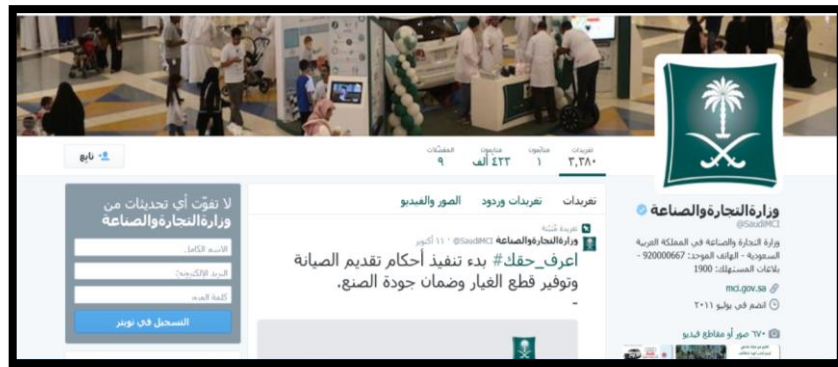 تغريدات
متابَعون
متابِعون
المفضلات
٣,٣٨٠
١
٤٢٣ ألف
٩
تابع
وزارةالتجارةوالصناعة
@SaudiMCI
وزارة التجارة والصناعة في المملكة العربية
السعودية - الهاتف الموحد: 920000667 -
بلاغات المستهلك: 1900
mci.gov.sa
انضم في يوليو ٢٠١١
٦٧٠ صور أو مقاطع فيديو
تغريدات تغريدات وردود الصور والفيديو
تغريدة مُثبتة
وزارةالتجارةوالصناعة @SaudiMCI · ١١ أكتوبر
اعرف_حقك# بدء تنفيذ أحكام تقديم الصيانة
وتوفير قطع الغيار وضمان جودة الصنع.
-
لا تفوّت أي تحديثات من
وزارةالتجارةوالصناعة
الاسم الكامل
البريد الإلكتروني
كلمة المرور
التسجيل في تويتر